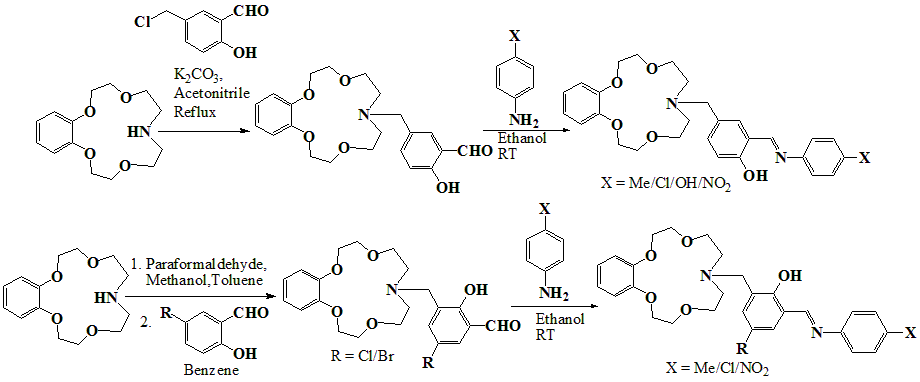 Cl
CHO
OH
K2CO3,
Acetonitrile
Reflux
O
O
HN
O
O
O
O
N
O
O
CHO
OH
X
NH2
Ethanol
RT
O
O
N
O
O
OH
N
X
X = Me/Cl/OH/NO2
O
O
HN
O
O
1. Paraformaldehyde,
Methanol,Toluene
2.
R
CHO
OH
Benzene
O
O
N
O
O
OH
CHO
R
R = Cl/Br
X
NH2
Ethanol
RT
O
O
N
O
O
OH
N
R
X
X = Me/Cl/NO2